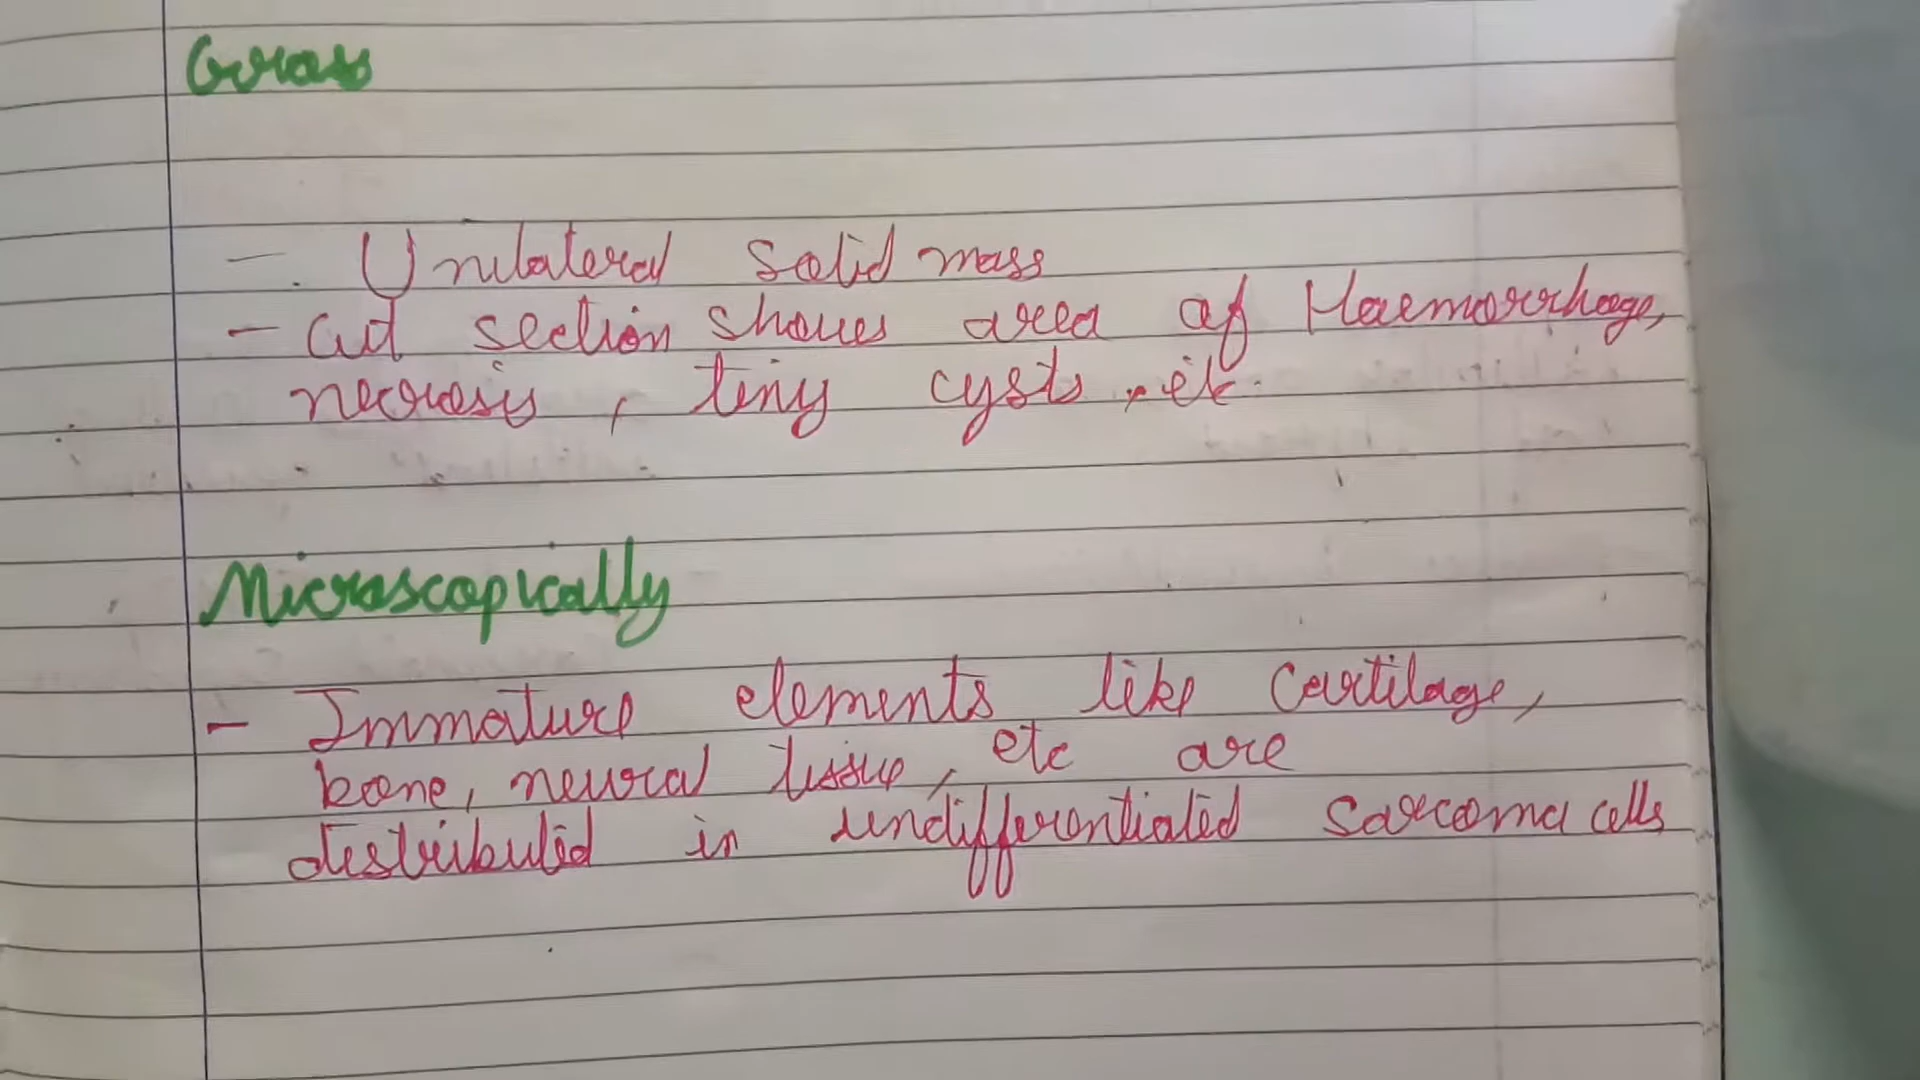 Gross
- Unilateral solid mass
- cut section shows area of Haemorrhage,
necrosis, tiny cysts, etc.
Microscopically
- Immature elements like cartilage,
bone, neural tissue, etc are
distributed in undifferentiated sarcoma cells